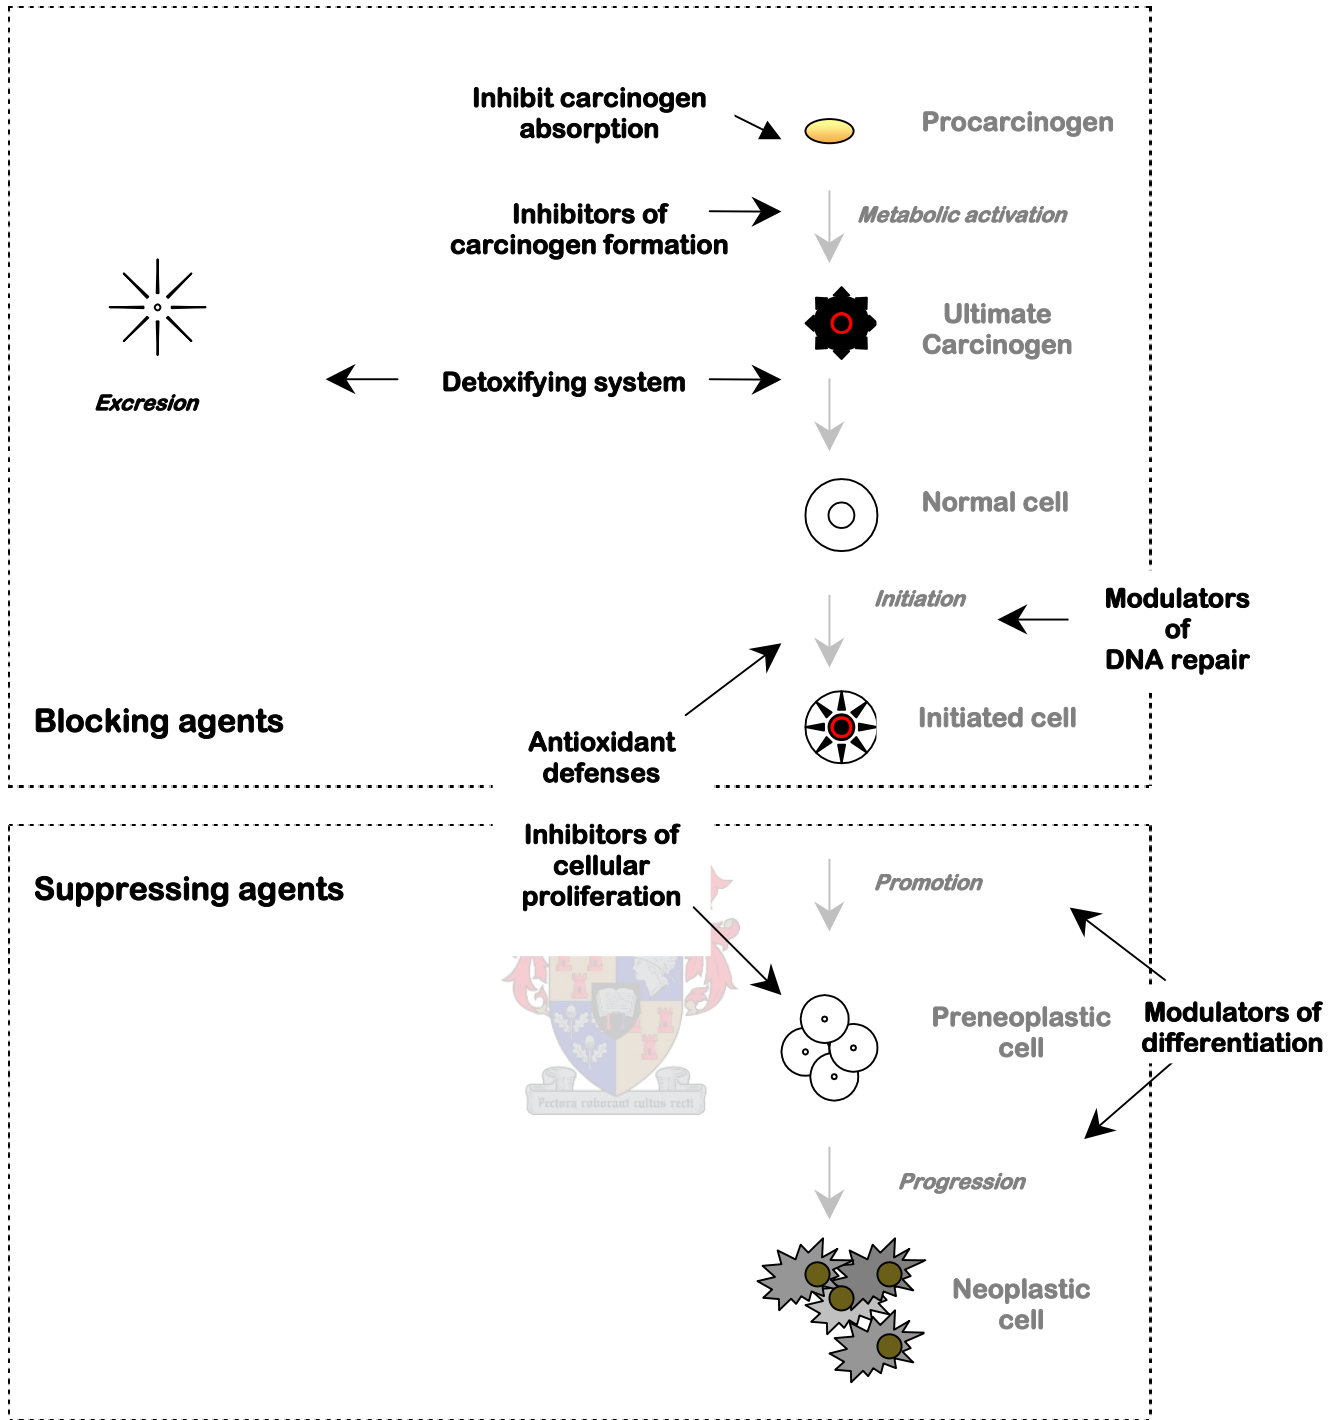 Inhibit carcinogen
absorption
Procarcinogen
Inhibitors of
carcinogen formation
Metabolic activation
Ultimate
Carcinogen
Detoxifying system
Excresion
Normal cell
Initiation
Modulators
of
DNA repair
Blocking agents
Initiated cell
Antioxidant
defenses
Inhibitors of
cellular
proliferation
Suppressing agents
Promotion
Preneoplastic
cell
Modulators of
differentiation
Pectora roborant cultus recti
Progression
Neoplastic
cell